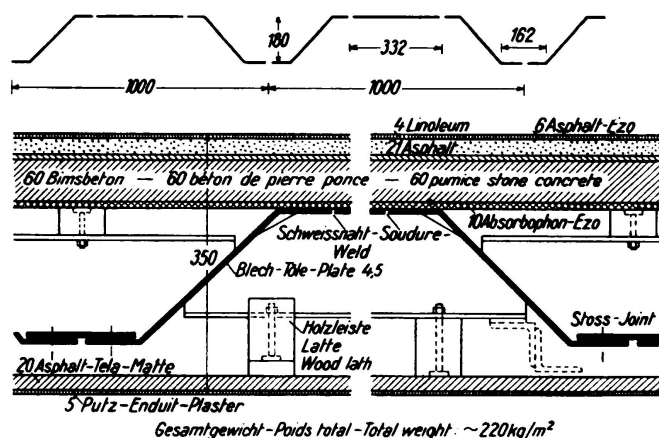 180
332
162
1000
1000
4 Linoleum
6 Asphalt-Ezo
21 Asphalt
60 Bimsbeton — 60 béton de pierre ponce — 60 pumice stone concrete
10 Absorbophon-Ezo
Schweissnaht-Soudure-
Weld
350
Blech-Tôle-Plate 4,5
Holzleiste
Latte
Wood lath
Stoss-Joint
20 Asphalt-Tela-Matte
5 Putz-Enduit-Plaster
Gesamtgewicht-Poids total-Total weight. ~220kg/m²